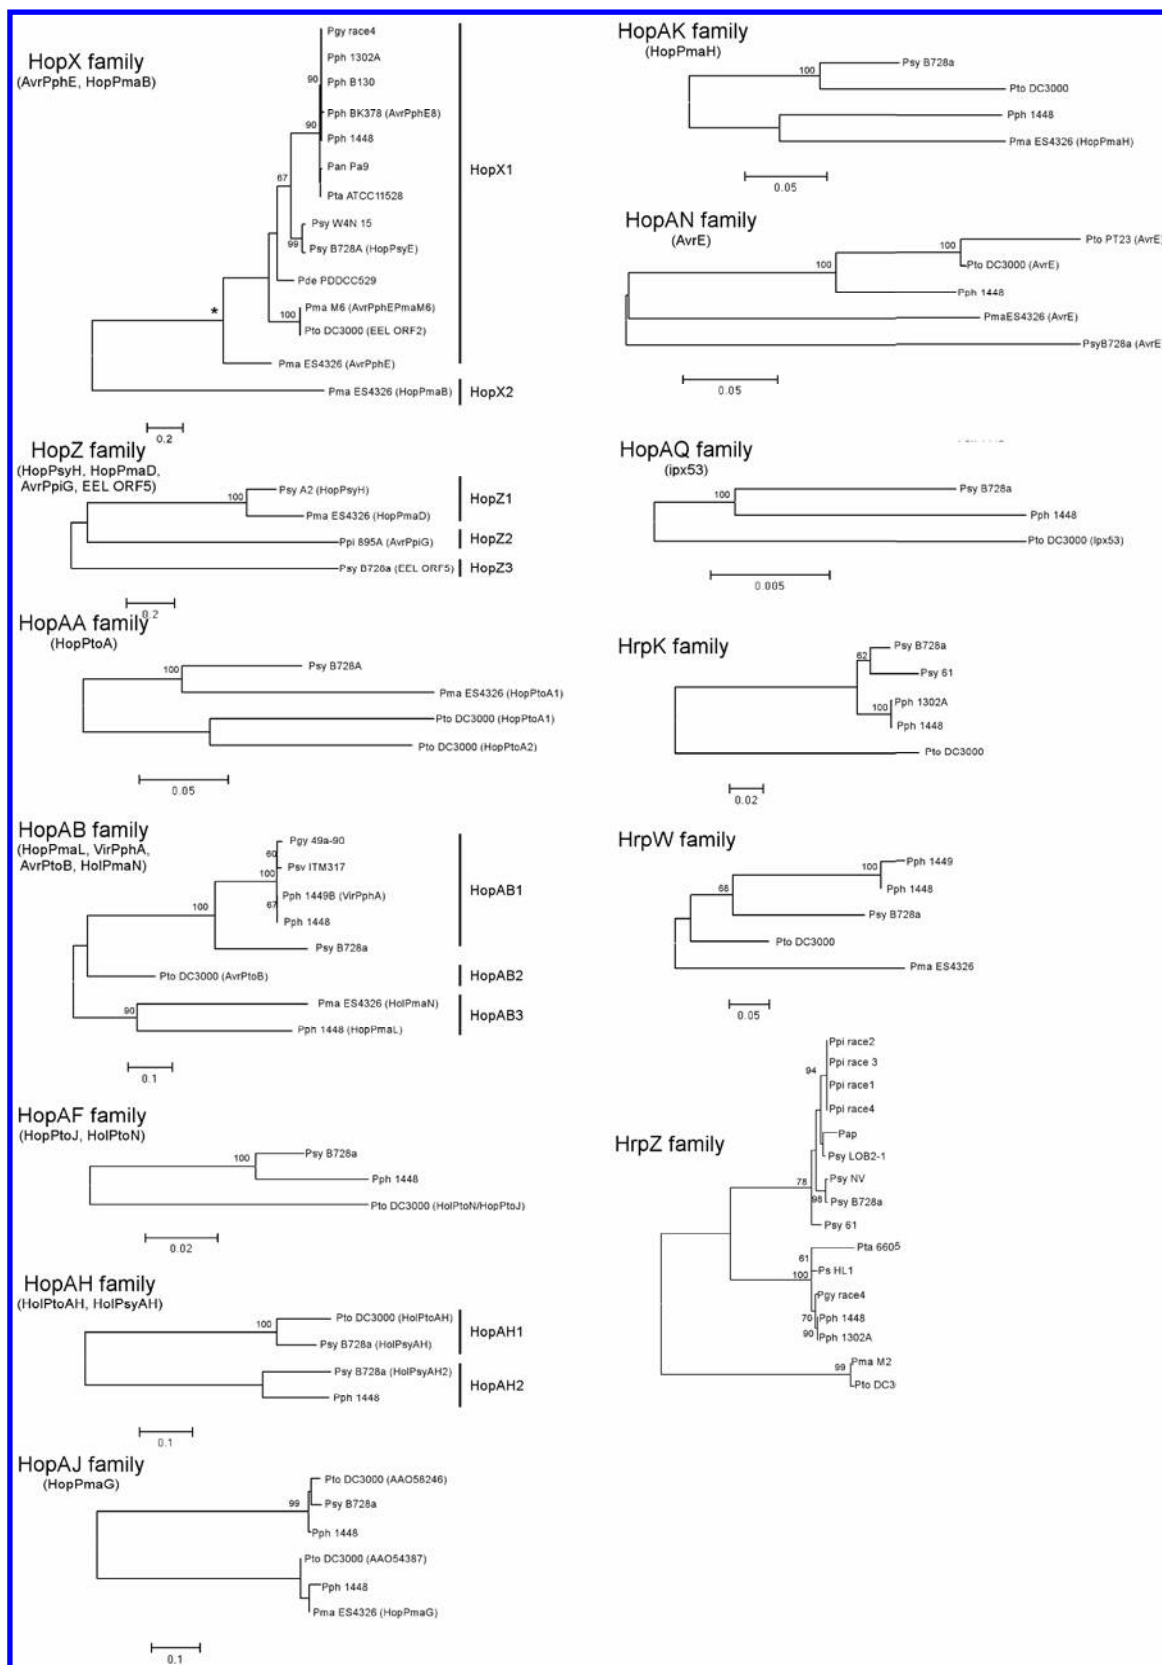 HopX family
(AvrPphE, HopPmaB)
Pgy race4
Pph 1302A
90
Pph B130
Pph BK378 (AvrPphE8)
90
Pph 1448
Pan Pa9
67
Pta ATCC11528
Psy W4N 15
99
Psy B728A (HopPsyE)
Pde PDDCC529
*
Pma M6 (AvrPphEPmaM6)
100
Pto DC3000 (EEL ORF2)
Pma ES4326 (AvrPphE)
HopX1
Pma ES4326 (HopPmaB)
HopX2
0.2
HopZ family
(HopPsyH, HopPmaD,
AvrPpiG, EEL ORF5)
100
Psy A2 (HopPsyH)
Pma ES4326 (HopPmaD)
HopZ1
Ppi 895A (AvrPpiG)
HopZ2
Psy B728a (EEL ORF5)
HopZ3
0.2
HopAA family
(HopPtoA)
100
Psy B728A
Pma ES4326 (HopPtoA1)
Pto DC3000 (HopPtoA1)
Pto DC3000 (HopPtoA2)
0.05
HopAB family
(HopPmaL, VirPphA,
AvrPtoB, HolPmaN)
Pgy 49a-90
60
Psv ITM317
100
Pph 1449B (VirPphA)
67
Pph 1448
100
Psy B728a
HopAB1
Pto DC3000 (AvrPtoB)
HopAB2
Pma ES4326 (HolPmaN)
90
Pph 1448 (HopPmaL)
HopAB3
0.1
HopAF family
(HopPtoJ, HolPtoN)
100
Psy B728a
Pph 1448
Pto DC3000 (HolPtoN/HopPtoJ)
0.02
HopAH family
(HolPtoAH, HolPsyAH)
100
Pto DC3000 (HolPtoAH)
Psy B728a (HolPsyAH)
HopAH1
Psy B728a (HolPsyAH2)
Pph 1448
HopAH2
0.1
HopAJ family
(HopPmaG)
Pto DC3000 (AAO58246)
99
Psy B728a
Pph 1448
Pto DC3000 (AAO54387)
Pph 1448
Pma ES4326 (HopPmaG)
0.1
HopAK family
(HopPmaH)
100
Psy B728a
Pto DC3000
Pph 1448
Pma ES4326 (HopPmaH)
0.05
HopAN family
(AvrE)
100
Pto PT23 (AvrE)
100
Pto DC3000 (AvrE)
Pph 1448
PmaES4326 (AvrE)
PsyB728a (AvrE
0.05
HopAQ family
(ipx53)
100
Psy B728a
Pph 1448
Pto DC3000 (Ipx53)
0.005
HrpK family
62
Psy B728a
Psy 61
Pph 1302A
100
Pph 1448
Pto DC3000
0.02
HrpW family
100
Pph 1449
Pph 1448
68
Psy B728a
Pto DC3000
Pma ES4326
0.05
HrpZ family
Ppi race2
Ppi race 3
94
Ppi race1
Ppi race4
Pap
Psy LOB2-1
78
Psy NV
98
Psy B728a
Psy 61
Pta 6605
61
Ps HL1
100
Pgy race4
70
Pph 1448
90
Pph 1302A
Pma M2
99
Pto DC3